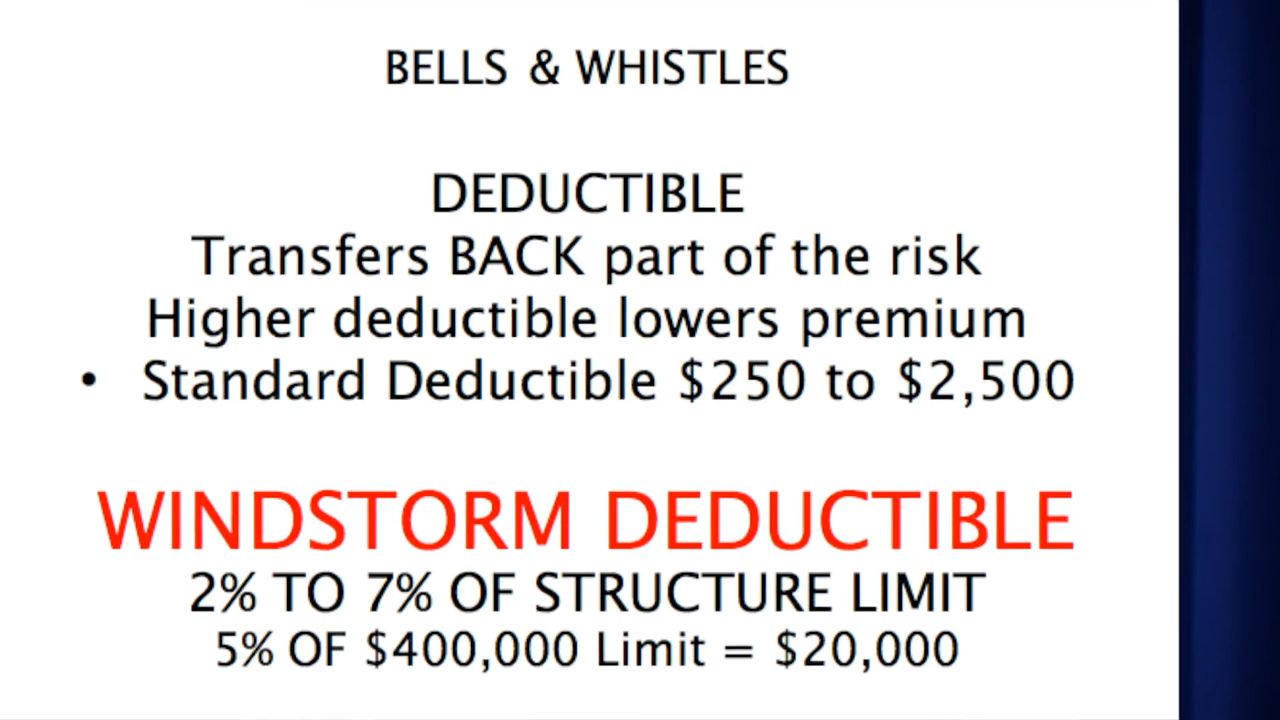 BELLS & WHISTLES
DEDUCTIBLE
Transfers BACK part of the risk
Higher deductible lowers premium
• Standard Deductible $250 to $2,500
WINDSTORM DEDUCTIBLE
2% TO 7% OF STRUCTURE LIMIT
5% OF $400,000 Limit = $20,000